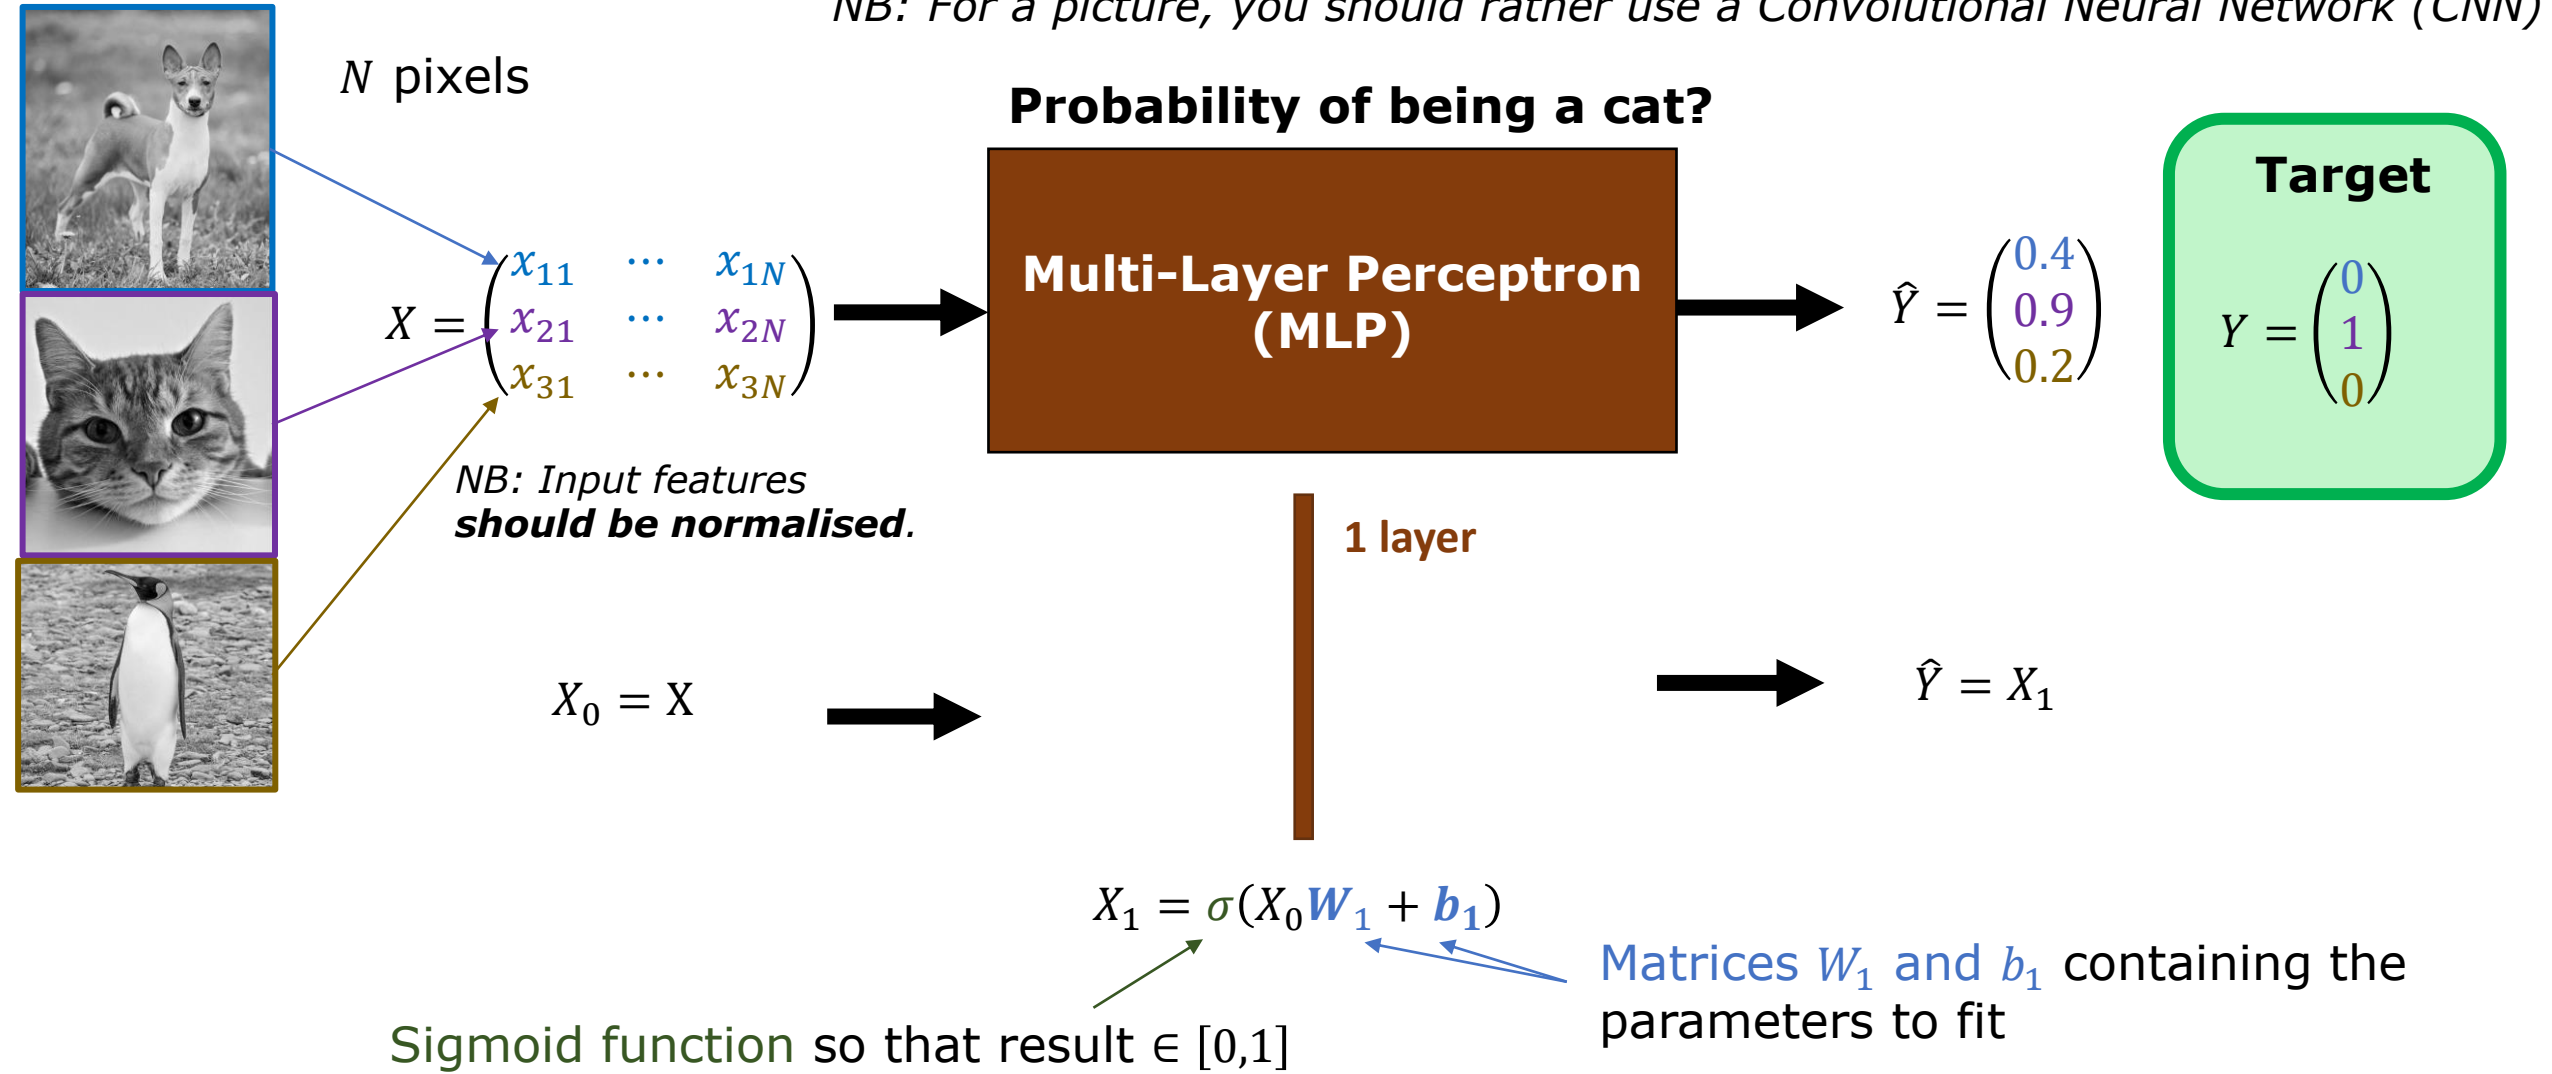 NB: For a picture, you should rather use a Convolutional Neural Network (CNN)
N pixels
Probability of being a cat?
Target
X = (x₁₁ ⋯ x₁N
x₂₁ ⋯ x₂N
x₃₁ ⋯ x₃N)
Multi-Layer Perceptron
(MLP)
Ŷ = (0.4
0.9
0.2)
Y = (0
1
0)
NB: Input features
should be normalised.
1 layer
X₀ = X
Ŷ = X₁
X₁ = σ(X₀W₁ + b₁)
Matrices W₁ and b₁ containing the
parameters to fit
Sigmoid function so that result ∈ [0,1]